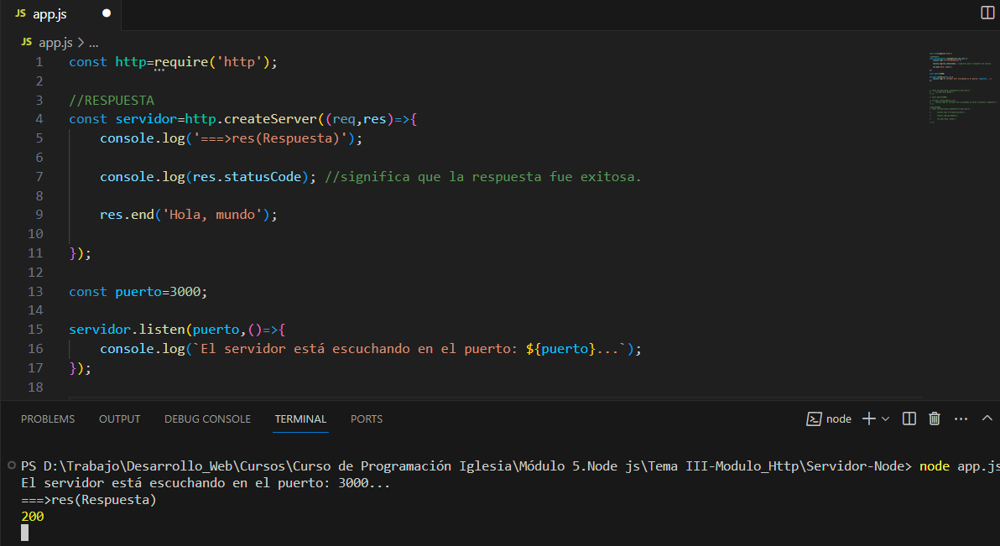 JS app.js
JS app.js > ...
1 const http=require('http');
2
3 //RESPUESTA
4 const servidor=http.createServer((req,res)=>{
5 console.log('===>res(Respuesta)');
6
7 console.log(res.statusCode); //significa que la respuesta fue exitosa.
8
9 res.end('Hola, mundo');
10
11 });
12
13 const puerto=3000;
14
15 servidor.listen(puerto,()=>{
16 console.log(`El servidor está escuchando en el puerto: ${puerto}...`);
17 });
18
PROBLEMS OUTPUT DEBUG CONSOLE TERMINAL PORTS node
PS D:\Trabajo\Desarrollo_Web\Cursos\Curso de Programación Iglesia\Módulo 5.Node js\Tema III-Modulo_Http\Servidor-Node> node app.js
El servidor está escuchando en el puerto: 3000...
===>res(Respuesta)
200